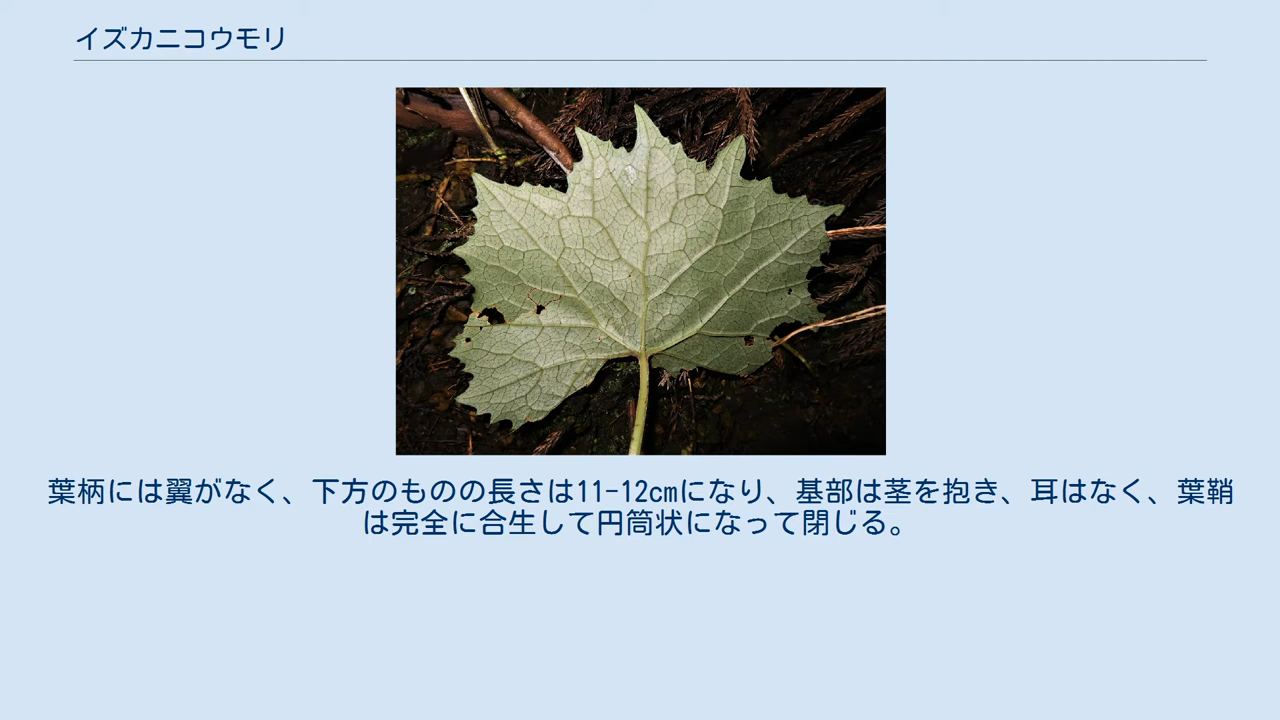 イズカニコウモリ
葉柄には翼がなく、下方のものの長さは11-12cmになり、基部は茎を抱き、耳はなく、葉鞘
は完全に合生して円筒状になって閉じる。